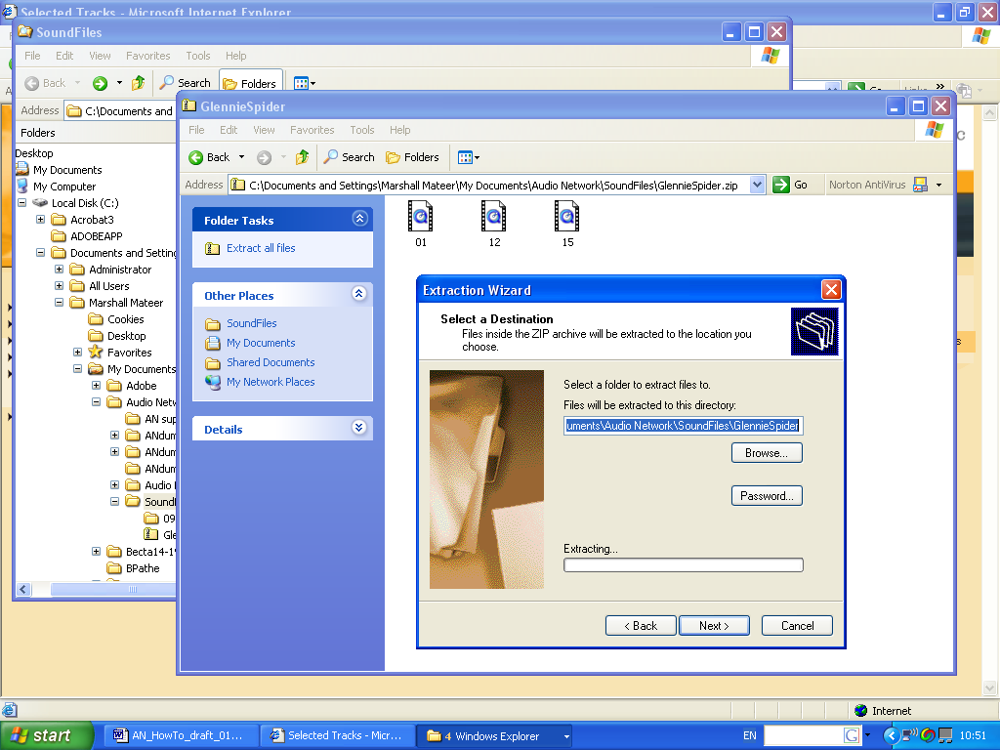 Selected Tracks - Microsoft Internet Explorer
SoundFiles
File Edit View Favorites Tools Help
Back Search Folders
Address C:\Documents and
Folders
Desktop
My Documents
My Computer
Local Disk (C:)
Acrobat3
ADOBEAPP
Documents and Setting
Administrator
All Users
Marshall Mateer
Cookies
Desktop
Favorites
My Documents
Adobe
Audio Netw
AN sup
ANdum
ANdum
ANdum
Audio
Sound
09
Gle
Becta14-1
BPathe
GlennieSpider
File Edit View Favorites Tools Help
Back Search Folders
Address C:\Documents and Settings\Marshall Mateer\My Documents\Audio Network\SoundFiles\GlennieSpider.zip Go Norton AntiVirus
Folder Tasks
Extract all files
Other Places
SoundFiles
My Documents
Shared Documents
My Network Places
Details
01 12 15
Extraction Wizard
Select a Destination
Files inside the ZIP archive will be extracted to the location you
choose.
Select a folder to extract files to.
Files will be extracted to this directory:
uments\Audio Network\SoundFiles\GlennieSpider
Browse...
Password...
Extracting...
< Back Next > Cancel
Internet
start AN_HowTo_draft_01... Selected Tracks - Micr... 4 Windows Explorer EN G 10:51